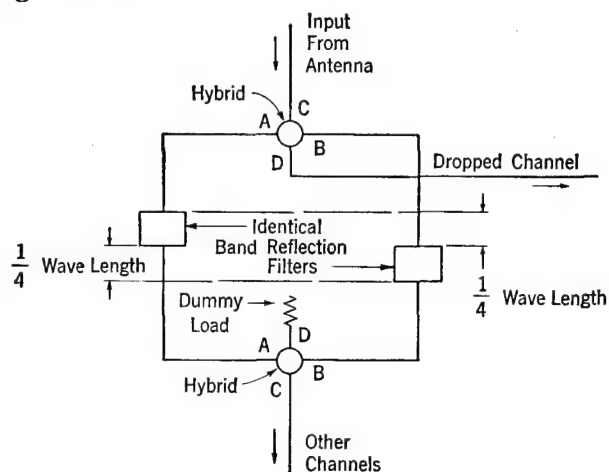 Input
From
Antenna
Hybrid
C
A
B
D
Dropped Channel
Identical
Band Reflection
Filters
1/4 Wave Length
1/4 Wave Length
Dummy
Load
D
A
B
Hybrid
C
Other
Channels